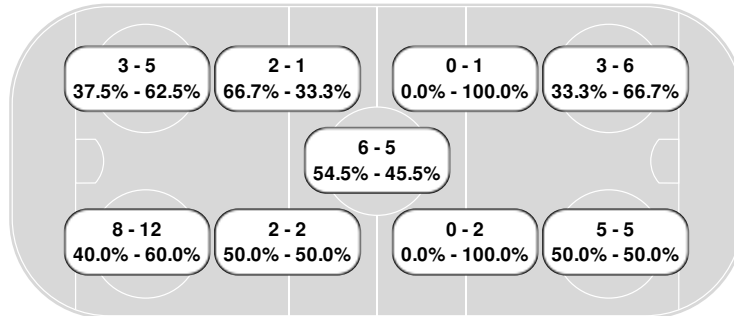 3 - 5
37.5% - 62.5%
2 - 1
66.7% - 33.3%
0 - 1
0.0% - 100.0%
3 - 6
33.3% - 66.7%
6 - 5
54.5% - 45.5%
8 - 12
40.0% - 60.0%
2 - 2
50.0% - 50.0%
0 - 2
0.0% - 100.0%
5 - 5
50.0% - 50.0%